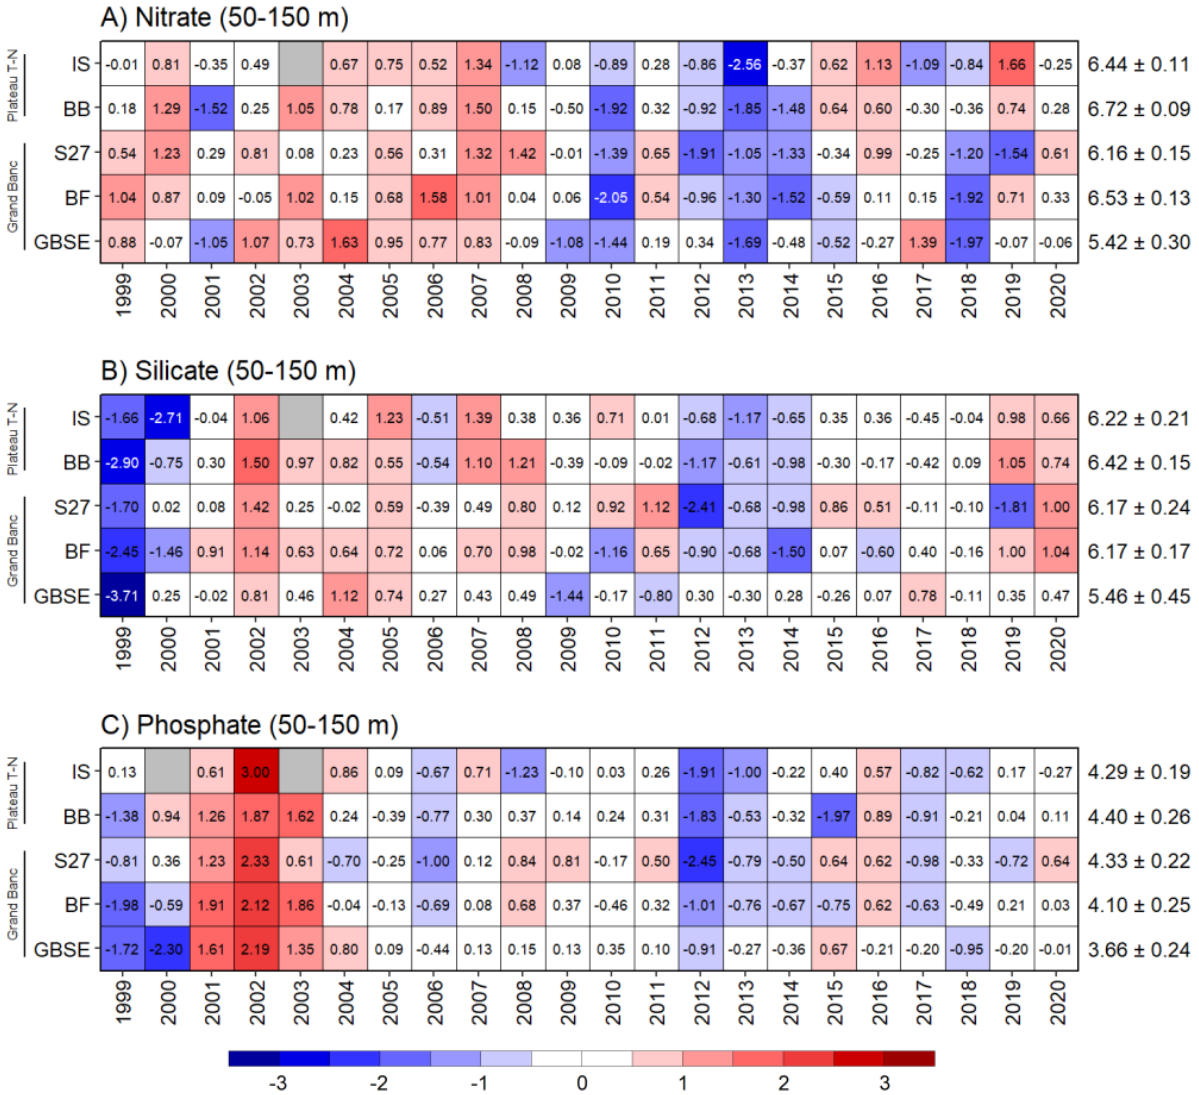 A) Nitrate (50-150 m)
Plateau T-N
IS -0.01 0.81 -0.35 0.49 0.67 0.75 0.52 1.34 -1.12 0.08 -0.89 0.28 -0.86 -2.56 -0.37 0.62 1.13 -1.09 -0.84 1.66 -0.25 6.44 ± 0.11
BB 0.18 1.29 -1.52 0.25 1.05 0.78 0.17 0.89 1.50 0.15 -0.50 -1.92 0.32 -0.92 -1.85 -1.48 0.64 0.60 -0.30 -0.36 0.74 0.28 6.72 ± 0.09
Grand Banc
S27 0.54 1.23 0.29 0.81 0.08 0.23 0.56 0.31 1.32 1.42 -0.01 -1.39 0.65 -1.91 -1.05 -1.33 -0.34 0.99 -0.25 -1.20 -1.54 0.61 6.16 ± 0.15
BF 1.04 0.87 0.09 -0.05 1.02 0.15 0.68 1.58 1.01 0.04 0.06 -2.05 0.54 -0.96 -1.30 -1.52 -0.59 0.11 0.15 -1.92 0.71 0.33 6.53 ± 0.13
GBSE 0.88 -0.07 -1.05 1.07 0.73 1.63 0.95 0.77 0.83 -0.09 -1.08 -1.44 0.19 0.34 -1.69 -0.48 -0.52 -0.27 1.39 -1.97 -0.07 -0.06 5.42 ± 0.30
1999 2000 2001 2002 2003 2004 2005 2006 2007 2008 2009 2010 2011 2012 2013 2014 2015 2016 2017 2018 2019 2020
B) Silicate (50-150 m)
Plateau T-N
IS -1.66 -2.71 -0.04 1.06 0.42 1.23 -0.51 1.39 0.38 0.36 0.71 0.01 -0.68 -1.17 -0.65 0.35 0.36 -0.45 -0.04 0.98 0.66 6.22 ± 0.21
BB -2.90 -0.75 0.30 1.50 0.97 0.82 0.55 -0.54 1.10 1.21 -0.39 -0.09 -0.02 -1.17 -0.61 -0.98 -0.30 -0.17 -0.42 0.09 1.05 0.74 6.42 ± 0.15
Grand Banc
S27 -1.70 0.02 0.08 1.42 0.25 -0.02 0.59 -0.39 0.49 0.80 0.12 0.92 1.12 -2.41 -0.68 -0.98 0.86 0.51 -0.11 -0.10 -1.81 1.00 6.17 ± 0.24
BF -2.45 -1.46 0.91 1.14 0.63 0.64 0.72 0.06 0.70 0.98 -0.02 -1.16 0.65 -0.90 -0.68 -1.50 0.07 -0.60 0.40 -0.16 1.00 1.04 6.17 ± 0.17
GBSE -3.71 0.25 -0.02 0.81 0.46 1.12 0.74 0.27 0.43 0.49 -1.44 -0.17 -0.80 0.30 -0.30 0.28 -0.26 0.07 0.78 -0.11 0.35 0.47 5.46 ± 0.45
1999 2000 2001 2002 2003 2004 2005 2006 2007 2008 2009 2010 2011 2012 2013 2014 2015 2016 2017 2018 2019 2020
C) Phosphate (50-150 m)
Plateau T-N
IS 0.13 0.61 3.00 0.86 0.09 -0.67 0.71 -1.23 -0.10 0.03 0.26 -1.91 -1.00 -0.22 0.40 0.57 -0.82 -0.62 0.17 -0.27 4.29 ± 0.19
BB -1.38 0.94 1.26 1.87 1.62 0.24 -0.39 -0.77 0.30 0.37 0.14 0.24 0.31 -1.83 -0.53 -0.32 -1.97 0.89 -0.91 -0.21 0.04 0.11 4.40 ± 0.26
Grand Banc
S27 -0.81 0.36 1.23 2.33 0.61 -0.70 -0.25 -1.00 0.12 0.84 0.81 -0.17 0.50 -2.45 -0.79 -0.50 0.64 0.62 -0.98 -0.33 -0.72 0.64 4.33 ± 0.22
BF -1.98 -0.59 1.91 2.12 1.86 -0.04 -0.13 -0.69 0.08 0.68 0.37 -0.46 0.32 -1.01 -0.76 -0.67 -0.75 0.62 -0.63 -0.49 0.21 0.03 4.10 ± 0.25
GBSE -1.72 -2.30 1.61 2.19 1.35 0.80 0.09 -0.44 0.13 0.15 0.13 0.35 0.10 -0.91 -0.27 -0.36 0.67 -0.21 -0.20 -0.95 -0.20 -0.01 3.66 ± 0.24
1999 2000 2001 2002 2003 2004 2005 2006 2007 2008 2009 2010 2011 2012 2013 2014 2015 2016 2017 2018 2019 2020
-3 -2 -1 0 1 2 3